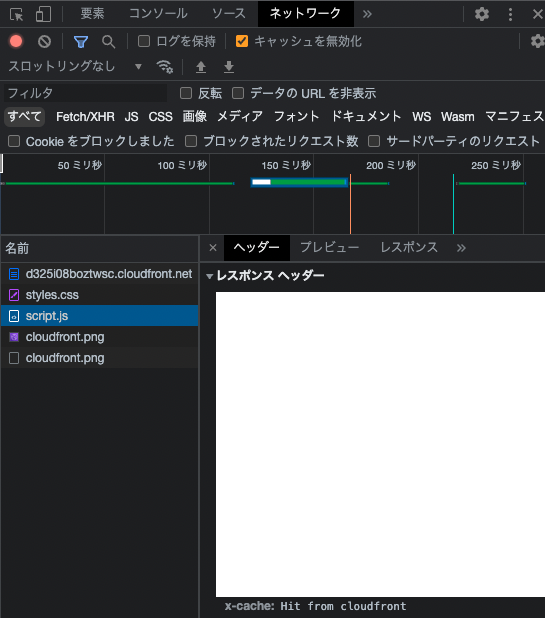 要素 コンソール ソース ネットワーク »
ログを保持 キャッシュを無効化
スロットリングなし
フィルタ 反転 データの URL を非表示
すべて Fetch/XHR JS CSS 画像 メディア フォント ドキュメント WS Wasm マニフェス
Cookie をブロックしました ブロックされたリクエスト数 サードパーティのリクエスト
50 ミリ秒 100 ミリ秒 150 ミリ秒 200 ミリ秒 250 ミリ秒
名前 × ヘッダー プレビュー レスポンス »
レスポンス ヘッダー
d325i08boztwsc.cloudfront.net
styles.css
script.js
cloudfront.png
cloudfront.png
x-cache: Hit from cloudfront